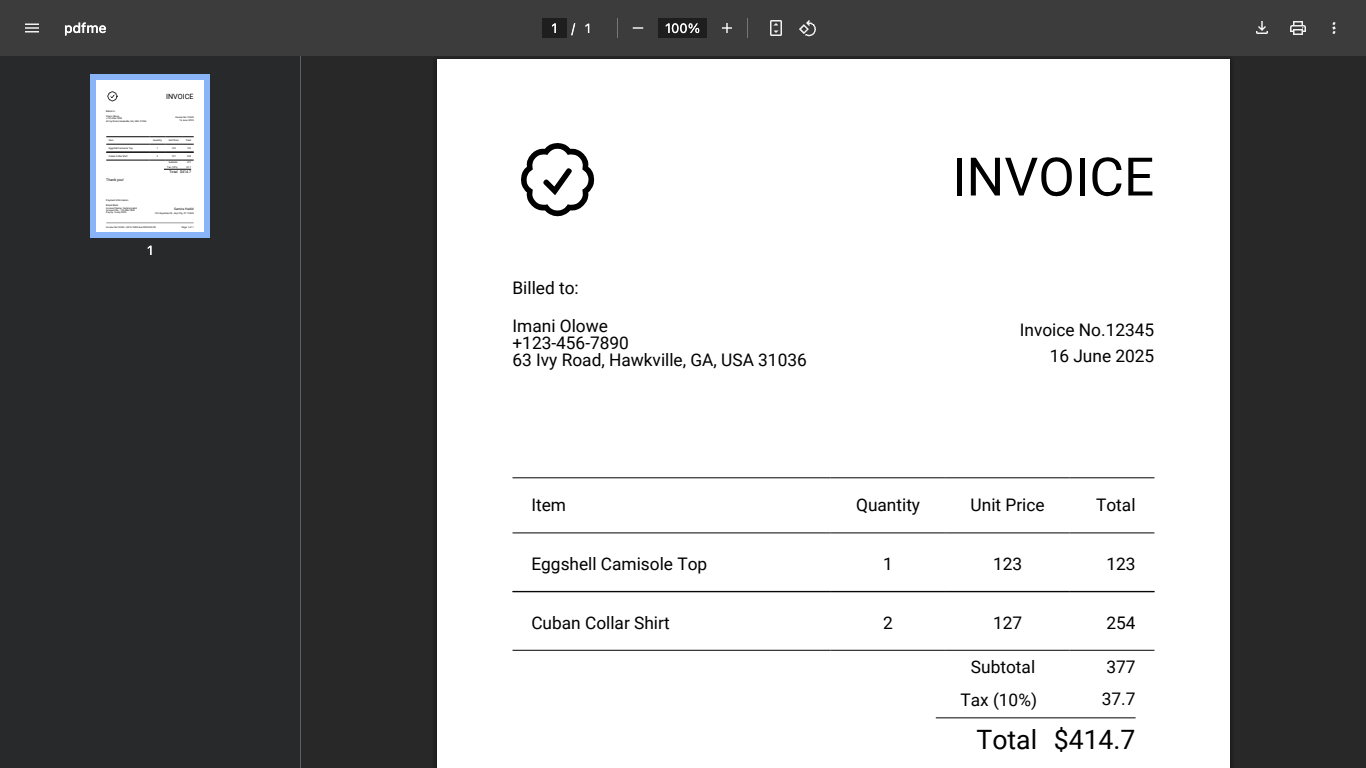 pdfme
1 / 1
100%
1
INVOICE
Billed to:
Imani Olowe
+123-456-7890
63 Ivy Road, Hawkville, GA, USA 31036
Invoice No.12345
16 June 2025
Item Quantity Unit Price Total
Eggshell Camisole Top 1 123 123
Cuban Collar Shirt 2 127 254
Subtotal 377
Tax (10%) 37.7
Total $414.7